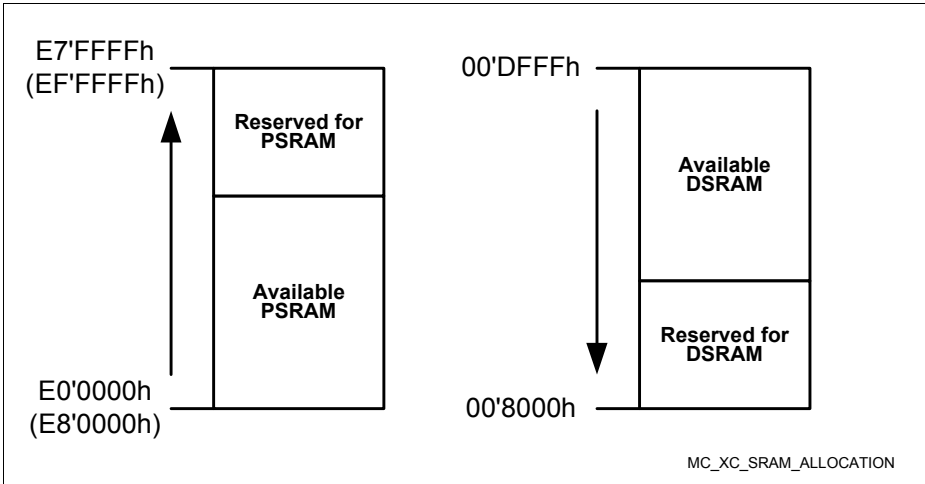 E7'FFFFh
(EF'FFFFh)
Reserved for
PSRAM
Available
PSRAM
E0'0000h
(E8'0000h)
00'DFFFh
Available
DSRAM
Reserved for
DSRAM
00'8000h
MC_XC_SRAM_ALLOCATION